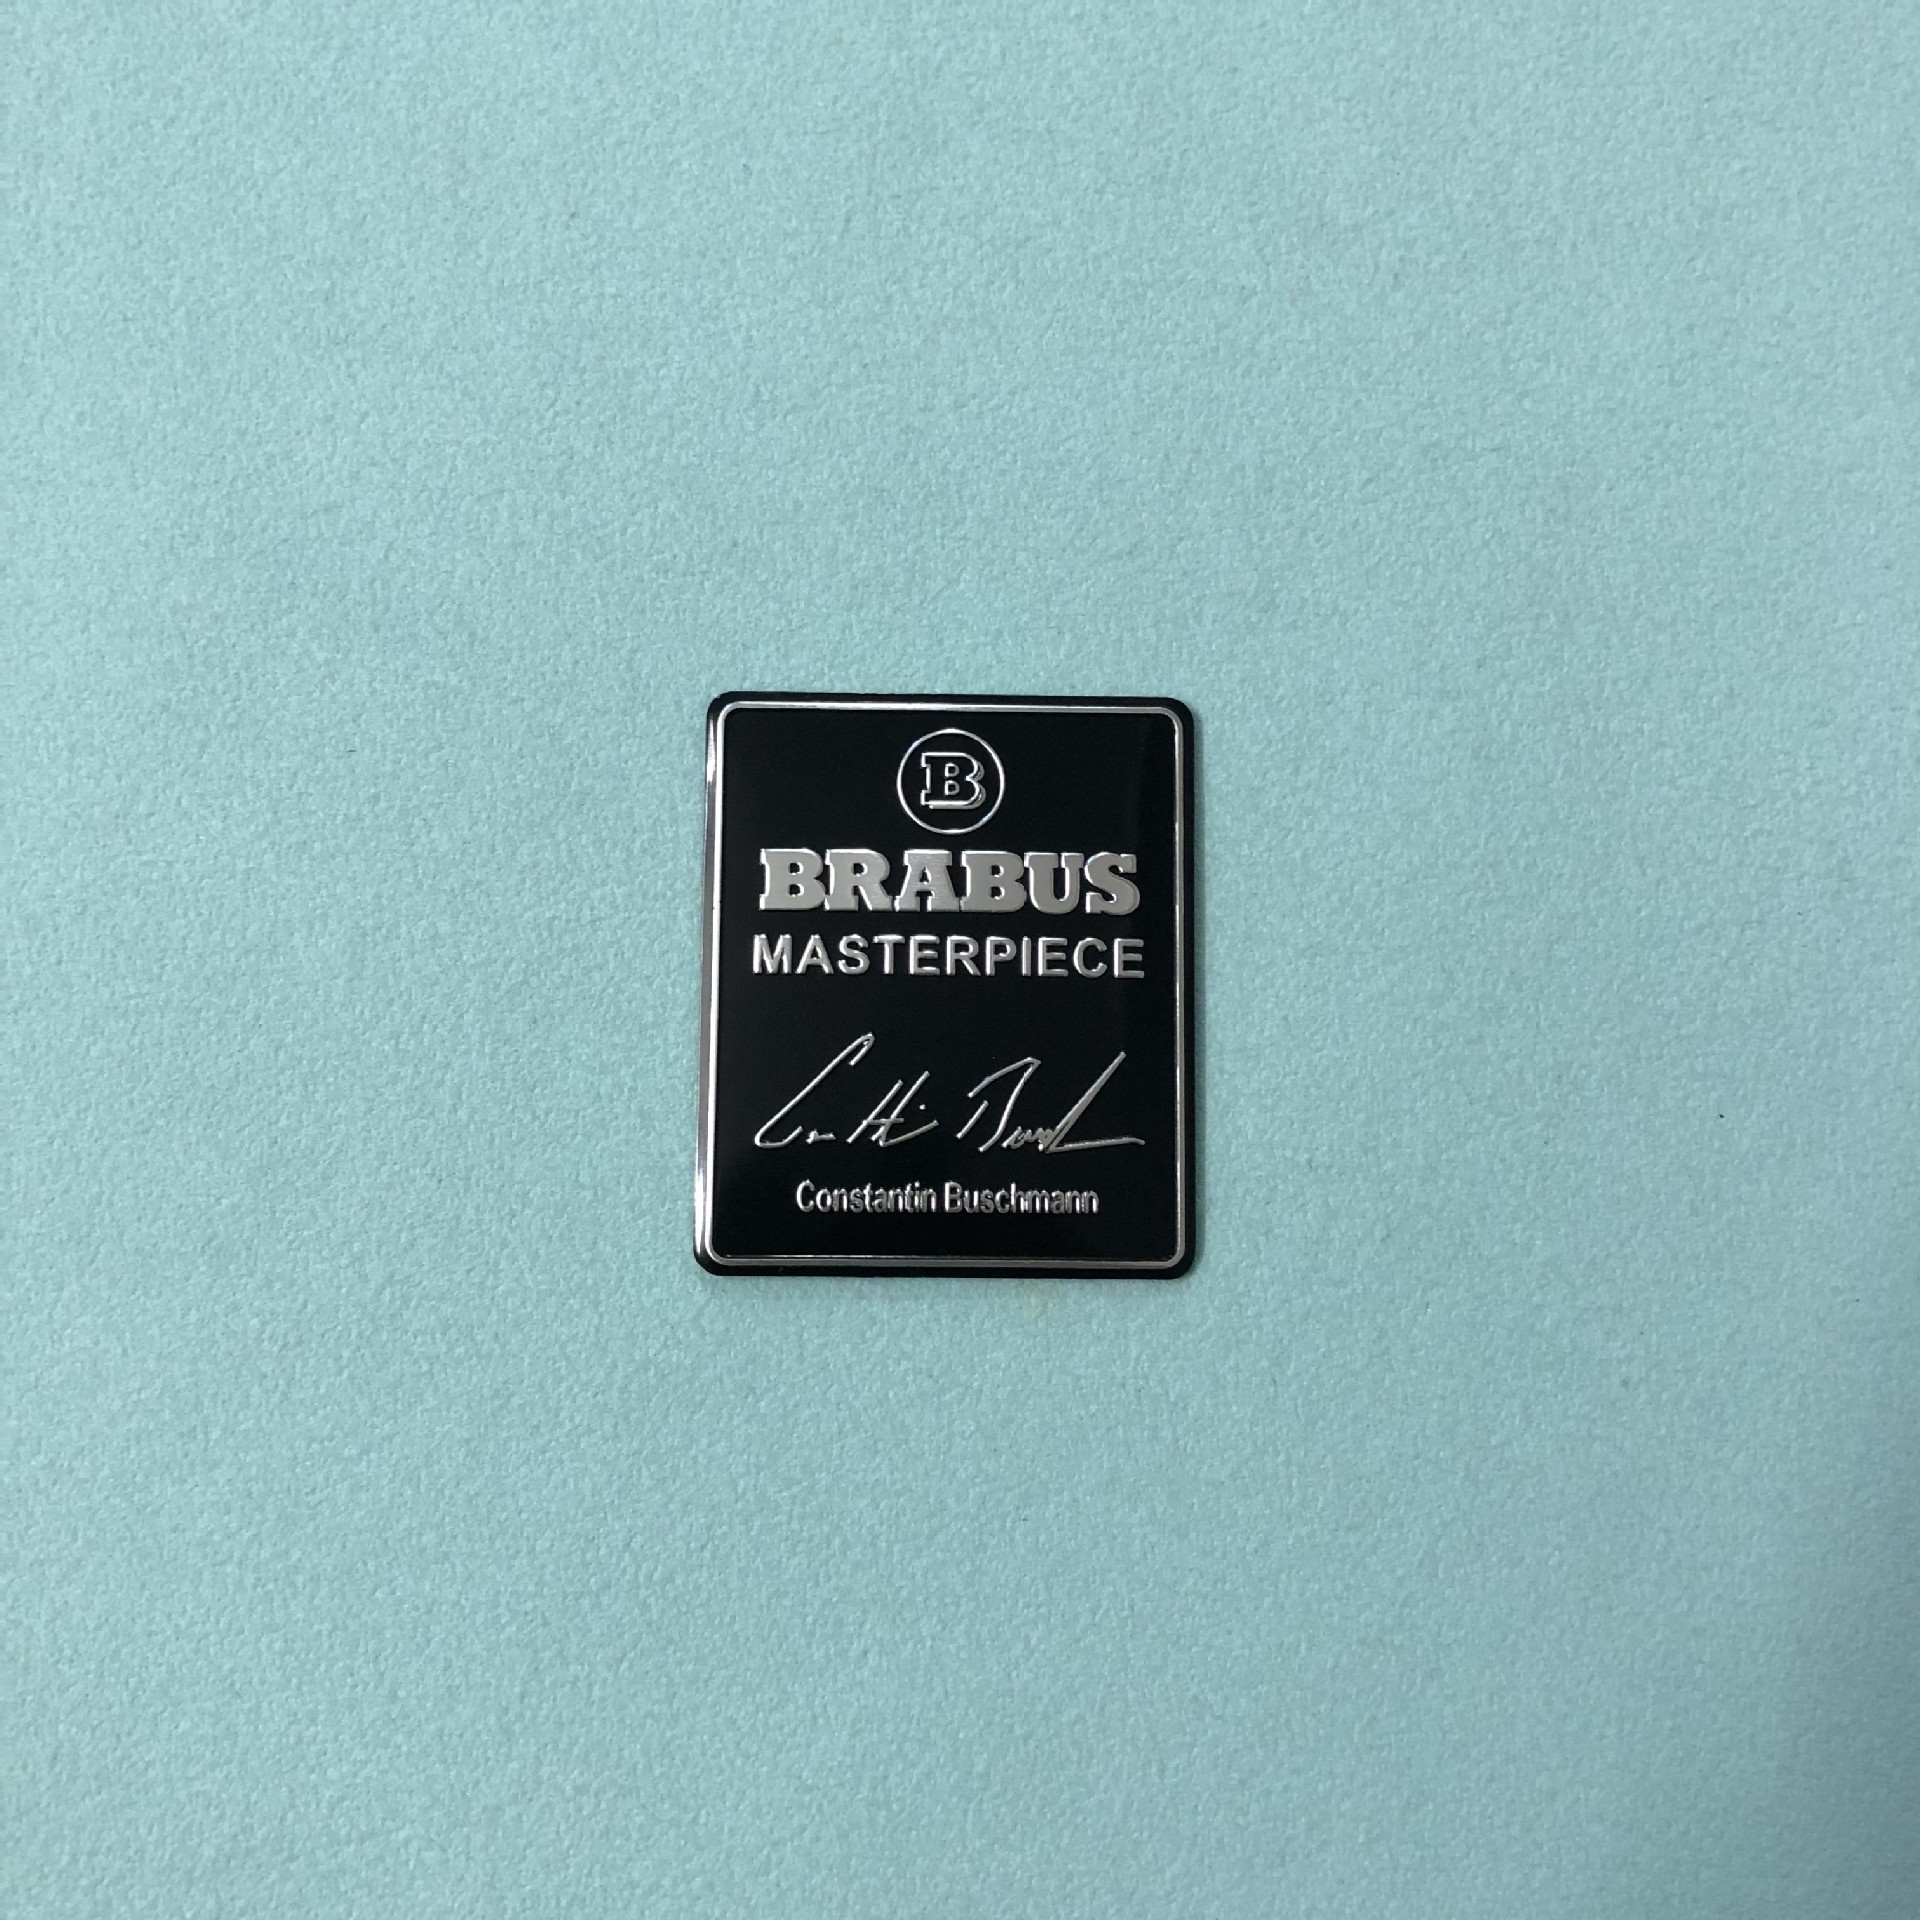 B
BRABUS
MASTERPIECE
Constantin Buschmann